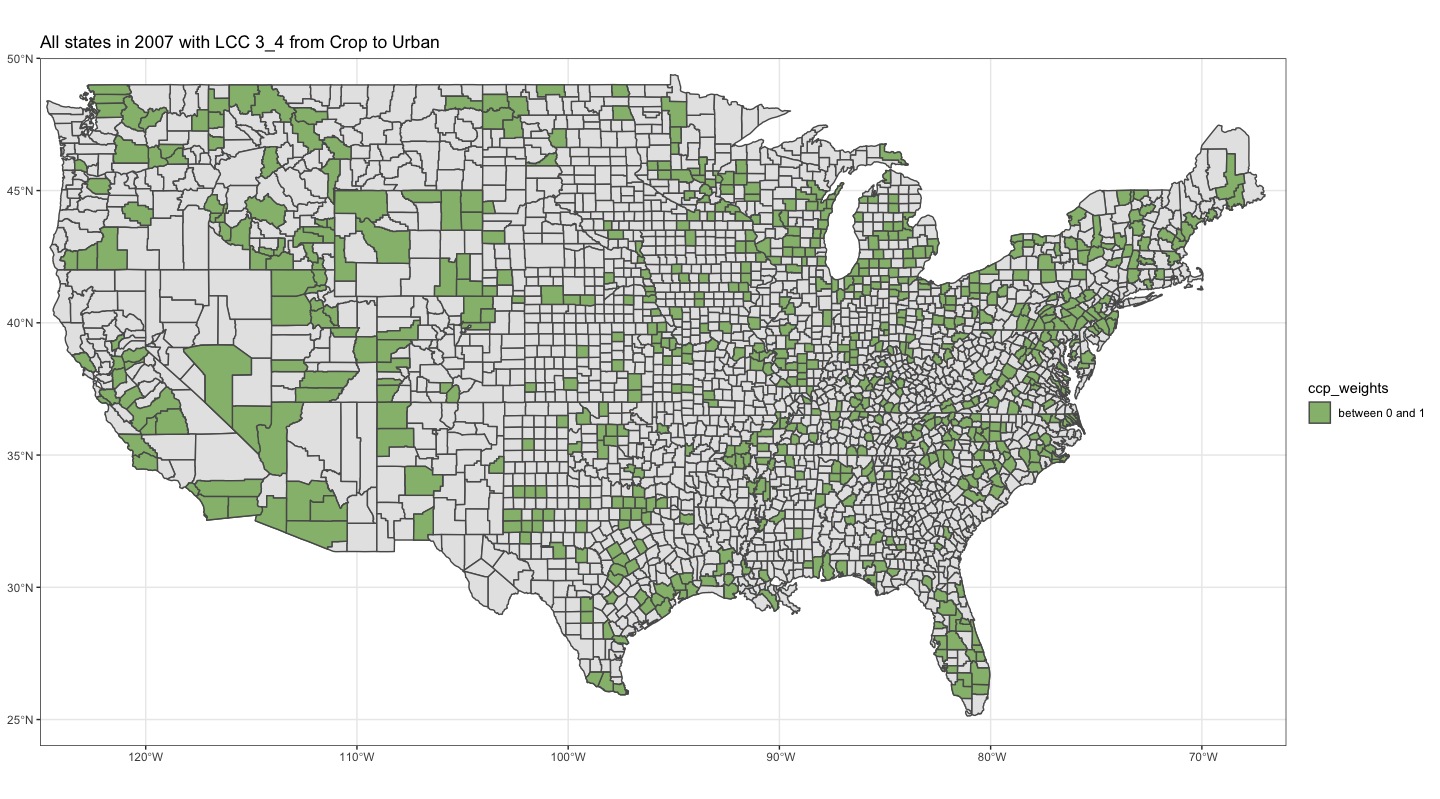 All states in 2007 with LCC 3_4 from Crop to Urban
50°N
45°N
40°N
35°N
30°N
25°N
120°W
110°W
100°W
90°W
80°W
70°W
ccp_weights
between 0 and 1